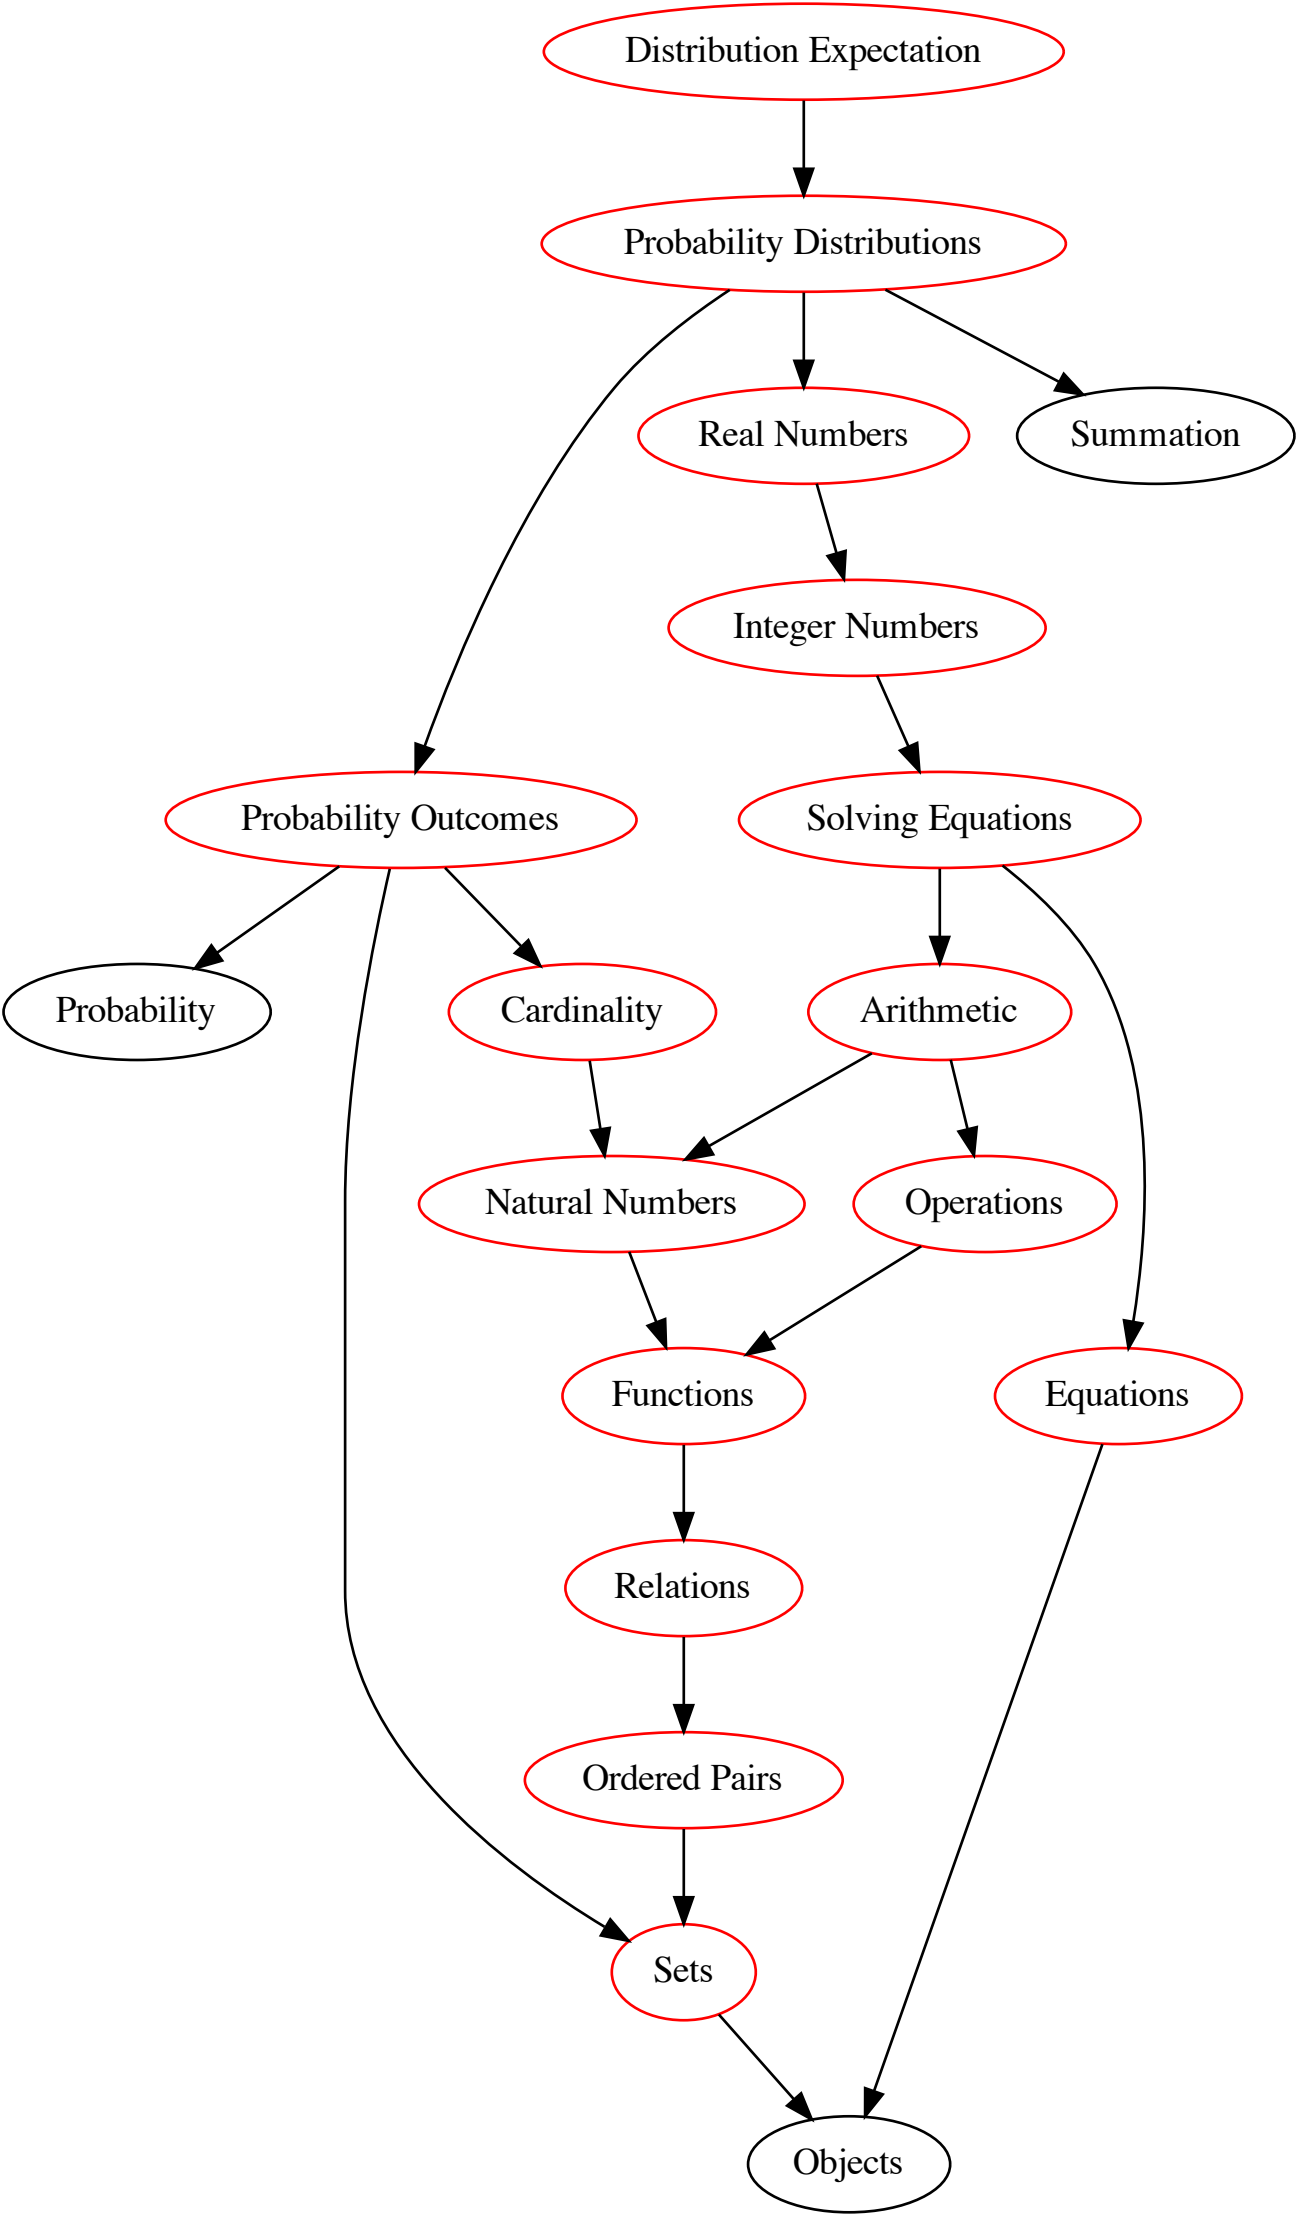 Distribution Expectation
Probability Distributions
Real Numbers
Summation
Integer Numbers
Probability Outcomes
Solving Equations
Probability
Cardinality
Arithmetic
Natural Numbers
Operations
Functions
Equations
Relations
Ordered Pairs
Sets
Objects